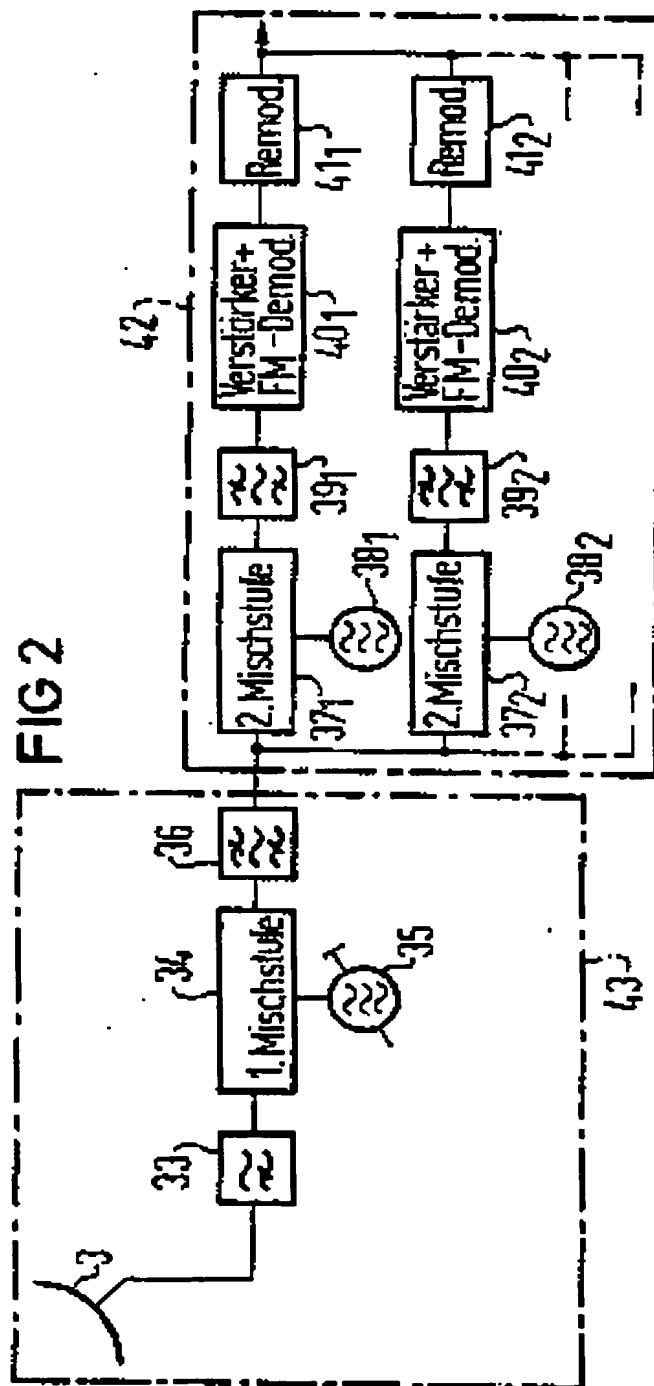 FIG 2
3
33
34
1.Mischstufe
35
36
43
42
2.Mischstufe
37₁
38₁
39₁
Verstärker+
FM-Demod.
40₁
Remod.
41₁
2.Mischstufe
37₂
38₂
39₂
Verstärker+
FM-Demod.
40₂
Remod.
41₂